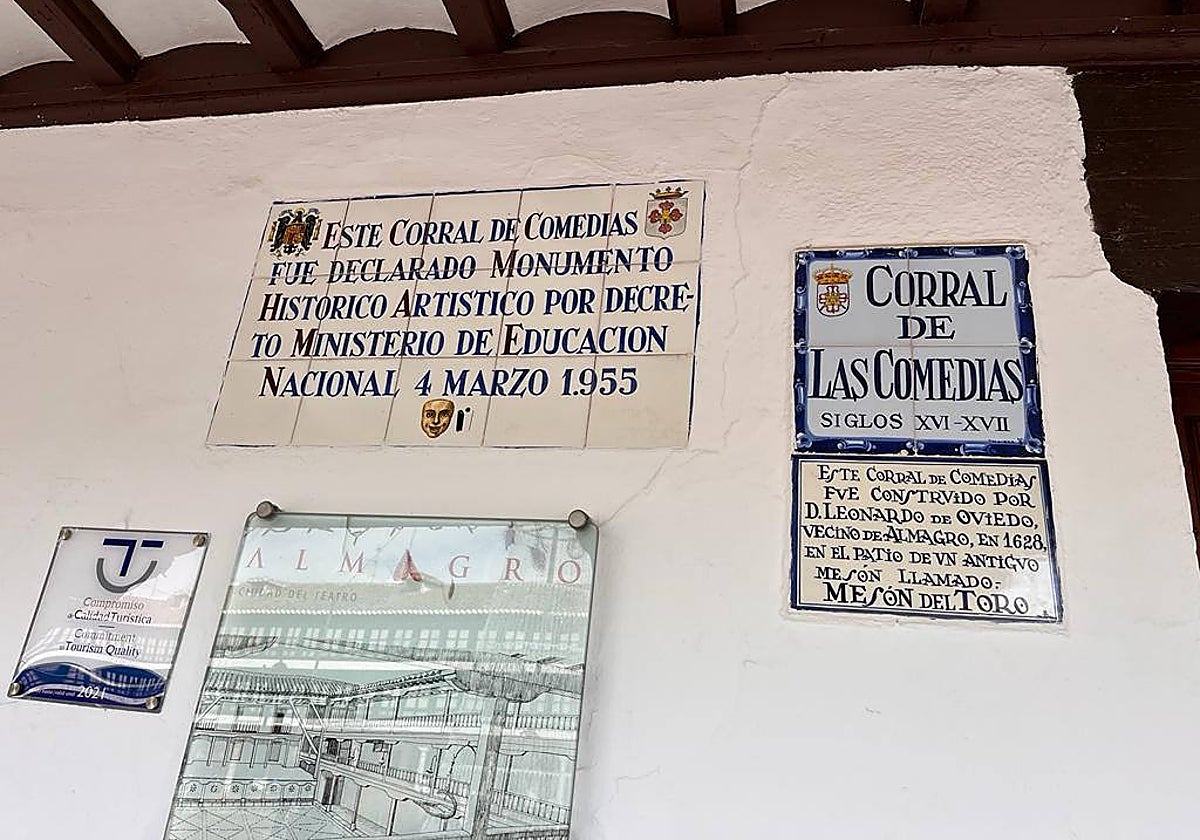 ESTE CORRAL DE COMEDIAS
FUE DECLARADO MONUMENTO
HISTORICO ARTISTICO POR DECRE-
TO MINISTERIO DE EDUCACION
NACIONAL 4 MARZO 1.955
CORRAL
DE
LAS COMEDIAS
SIGLOS XVI-XVII
ESTE CORRAL DE COMEDIAS
FVE CONSTRVIDO POR
D. LEONARDO DE OVIEDO,
VECINO DE ALMAGRO, EN 1628,
EN EL PATIO DE VN ANTIGVO
MESÓN LLAMADO:
MESÓN DEL TORO
Compromiso
de Calidad Turística
Commitment
to Tourism Quality
2021
ALMAGRO
CIUDAD DEL TEATRO